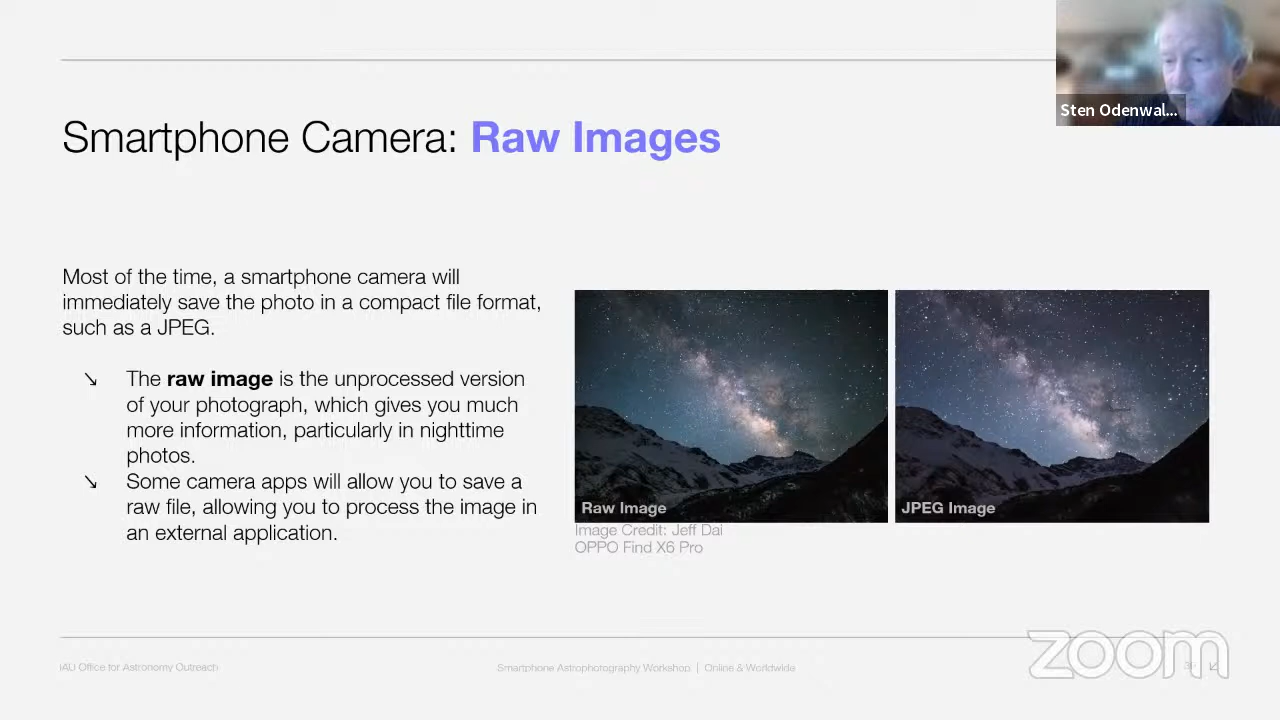 Sten Odenwal...
Smartphone Camera: Raw Images
Most of the time, a smartphone camera will
immediately save the photo in a compact file format,
such as a JPEG.
↘ The raw image is the unprocessed version
of your photograph, which gives you much
more information, particularly in nighttime
photos.
↘ Some camera apps will allow you to save a
raw file, allowing you to process the image in
an external application.
Raw Image
JPEG Image
Image Credit: Jeff Dai
OPPO Find X6 Pro
IAU Office for Astronomy Outreach
Smartphone Astrophotography Workshop | Online & Worldwide
zoom